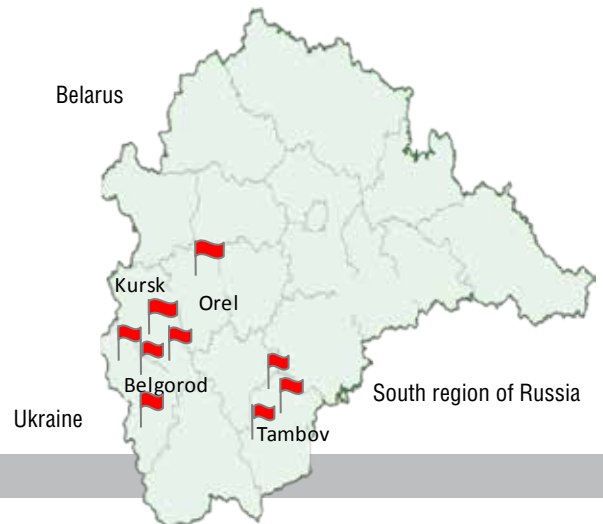 Belarus
Kursk
Orel
Belgorod
South region of Russia
Ukraine
Tambov